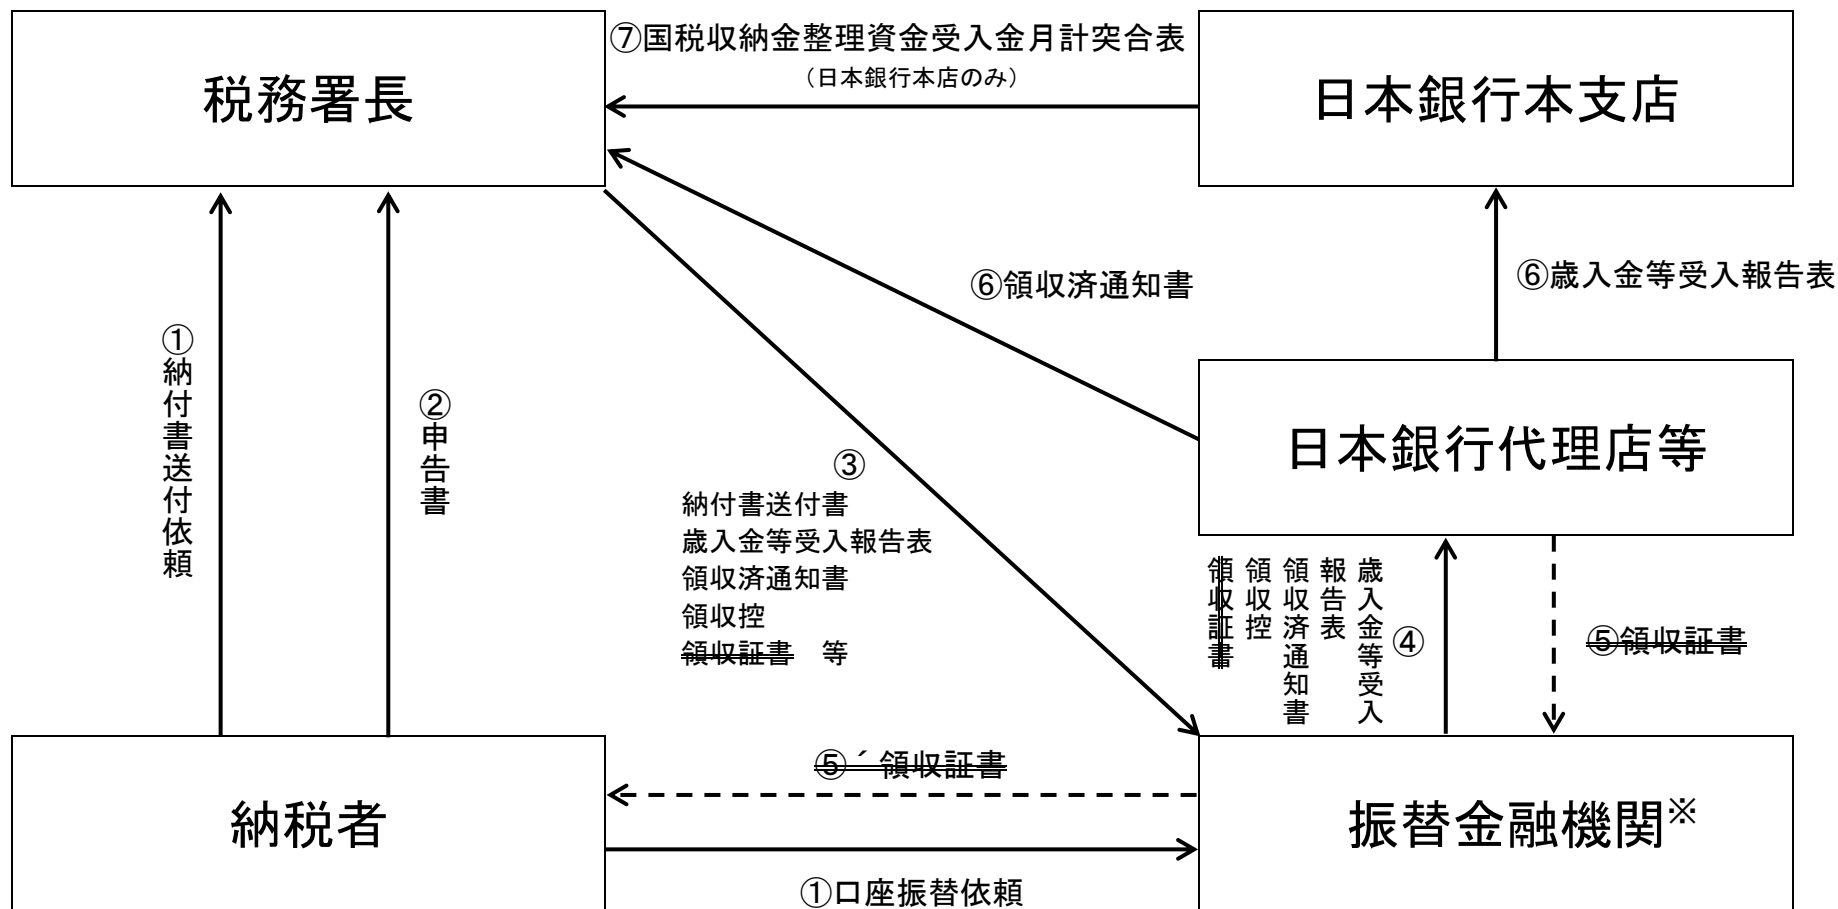 税務署長
⑦国税収納金整理資金受入金月計突合表
（日本銀行本店のみ）
日本銀行本支店
⑥領収済通知書
⑥歳入金等受入報告表
①納付書送付依頼
②申告書
日本銀行代理店等
③
納付書送付書
歳入金等受入報告表
領収済通知書
領収控
領収証書　等
④
歳入金等受入
報告表
領収済通知書
領収控
領収証書
⑤領収証書
⑤´領収証書
納税者
振替金融機関※
①口座振替依頼